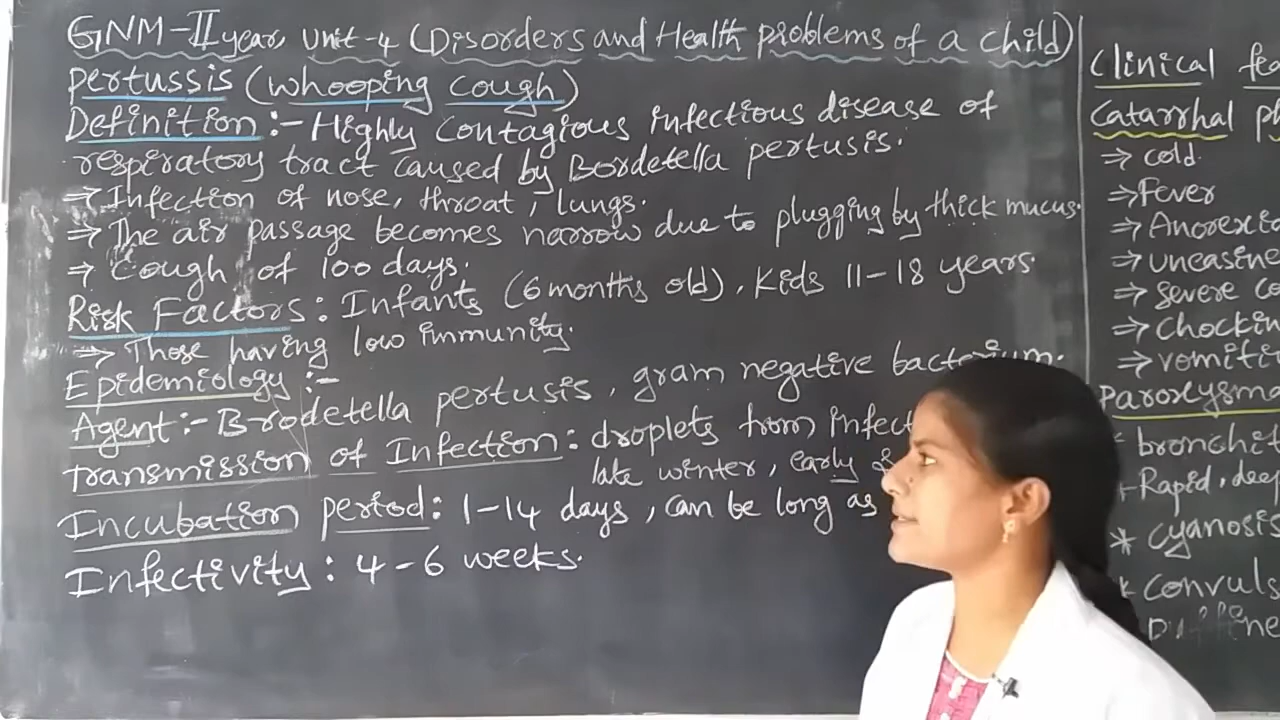 GNM-II year, Unit-4 (Disorders and Health problems of a child)
pertussis (whooping cough)
Definition :- Highly contagious infectious disease of
respiratory tract caused by Bordetella pertusis.
⇒ Infection of nose, throat, lungs.
⇒ The air passage becomes narrow due to plugging by thick mucus.
⇒ Cough of 100 days.
Risk Factors : Infants (6 months old), Kids 11-18 years.
⇒ Those having low immunity.
Epidemiology :-
Agent :- Brodetella pertusis, gram negative bacterium.
Transmission of Infection : droplets from infect
late winter, early
Incubation period : 1-14 days, can be long as
Infectivity : 4-6 weeks.
Clinical fea
Catarrhal ph
⇒ cold.
⇒ Fever
⇒ Anorexia
⇒ uneasine
⇒ severe co
⇒ chockin
⇒ vomiti
Paroxysma
* bronchit
* Rapid, deep
* cyanosis
* convuls